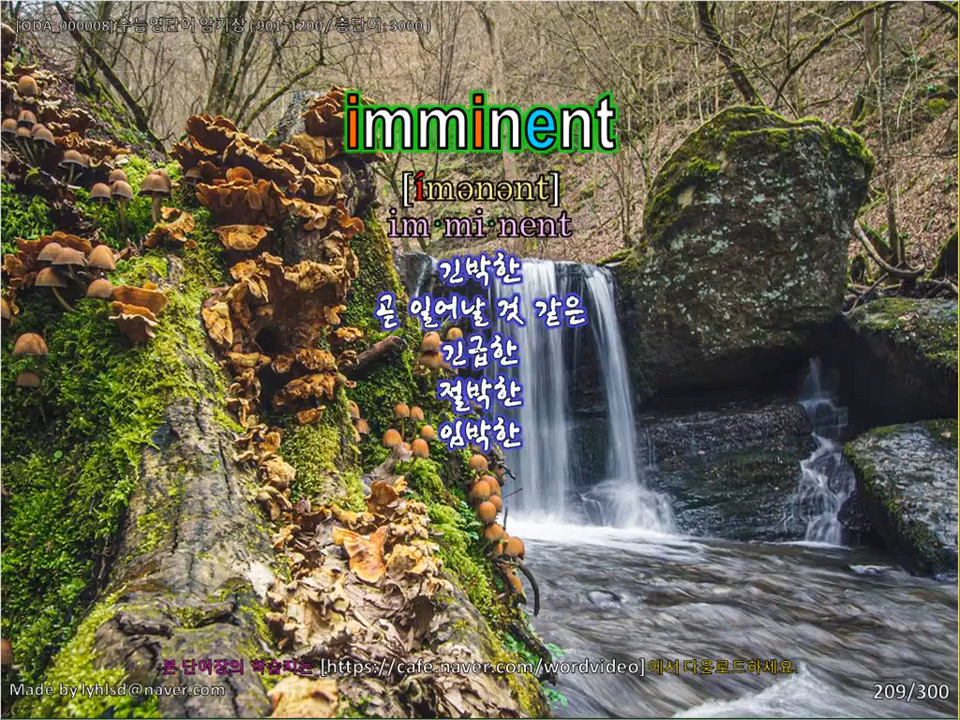 [ODA_000008] 수능영단어 암기장 (901~1200 / 총단어: 3000)
imminent
[ímənənt]
im·mi·nent
긴박한
곧 일어날 것 같은
긴급한
절박한
임박한
본 단어장의 학습지는 [https://cafe.naver.com/wordvideo]에서 다운로드하세요.
Made by lyhlsd@naver.com
209/300